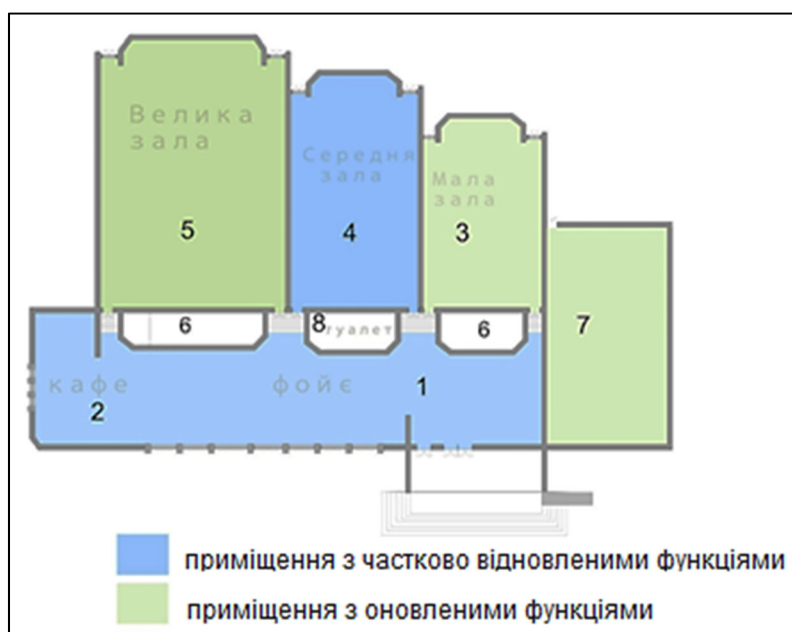 Велика
зала
Середня
зала
Мала
зала
5
4
3
6
8
туалет
6
7
кафе
фойє
1
2
приміщення з частково відновленими функціями
приміщення з оновленими функціями